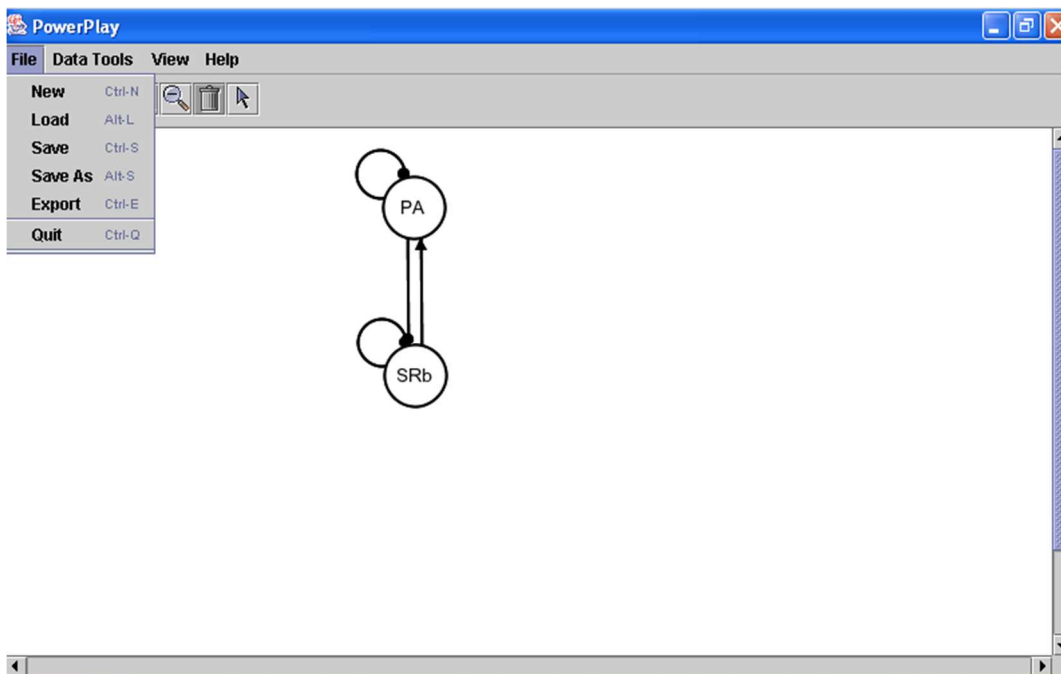 PowerPlay
File Data Tools View Help
New Ctrl-N
Load Alt-L
Save Ctrl-S
Save As Alt-S
Export Ctrl-E
Quit Ctrl-Q
PA
SRb